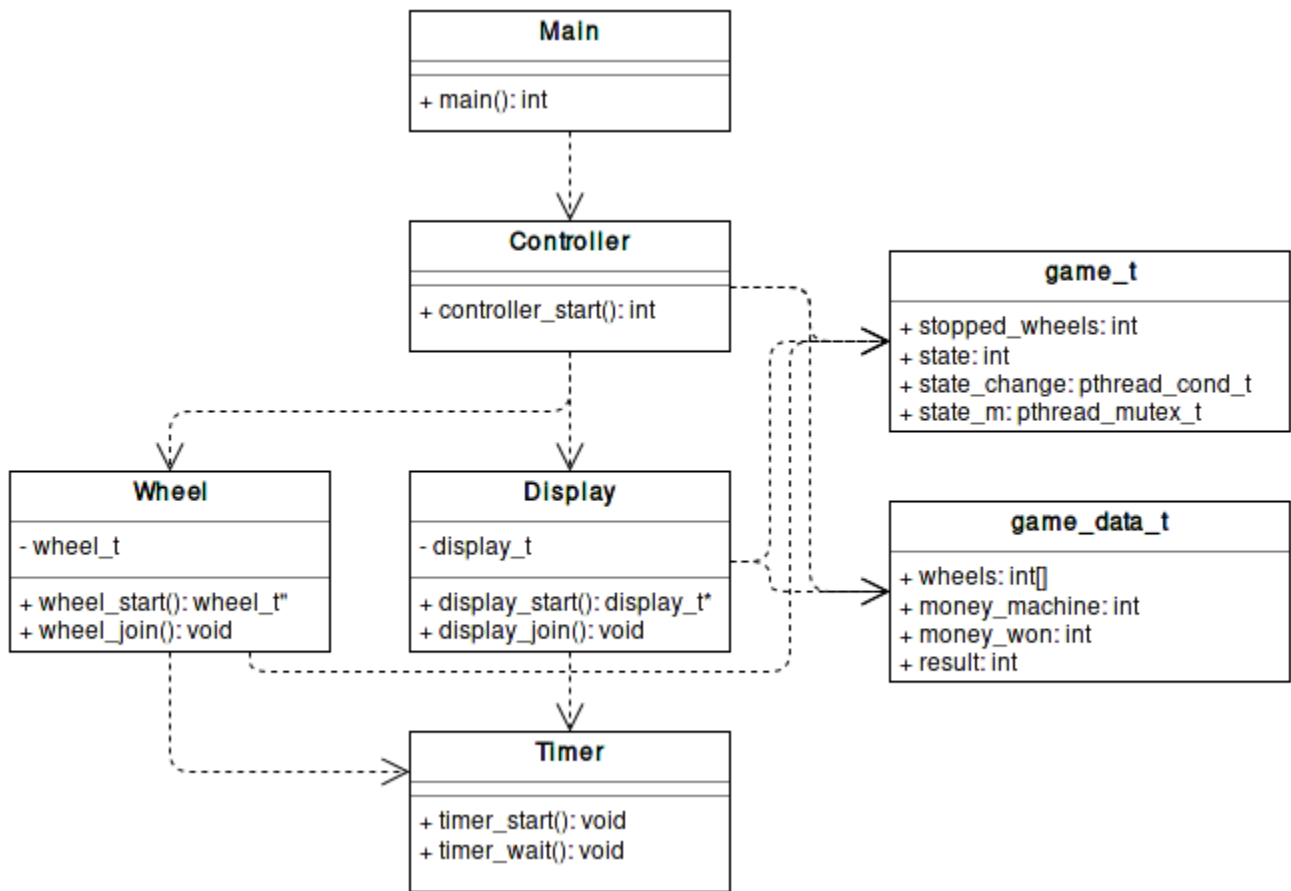 Main
+ main(): int
Controller
+ controller_start(): int
game_t
+ stopped_wheels: int
+ state: int
+ state_change: pthread_cond_t
+ state_m: pthread_mutex_t
Wheel
- wheel_t
+ wheel_start(): wheel_t"
+ wheel_join(): void
Display
- display_t
+ display_start(): display_t*
+ display_join(): void
game_data_t
+ wheels: int[]
+ money_machine: int
+ money_won: int
+ result: int
Timer
+ timer_start(): void
+ timer_wait(): void